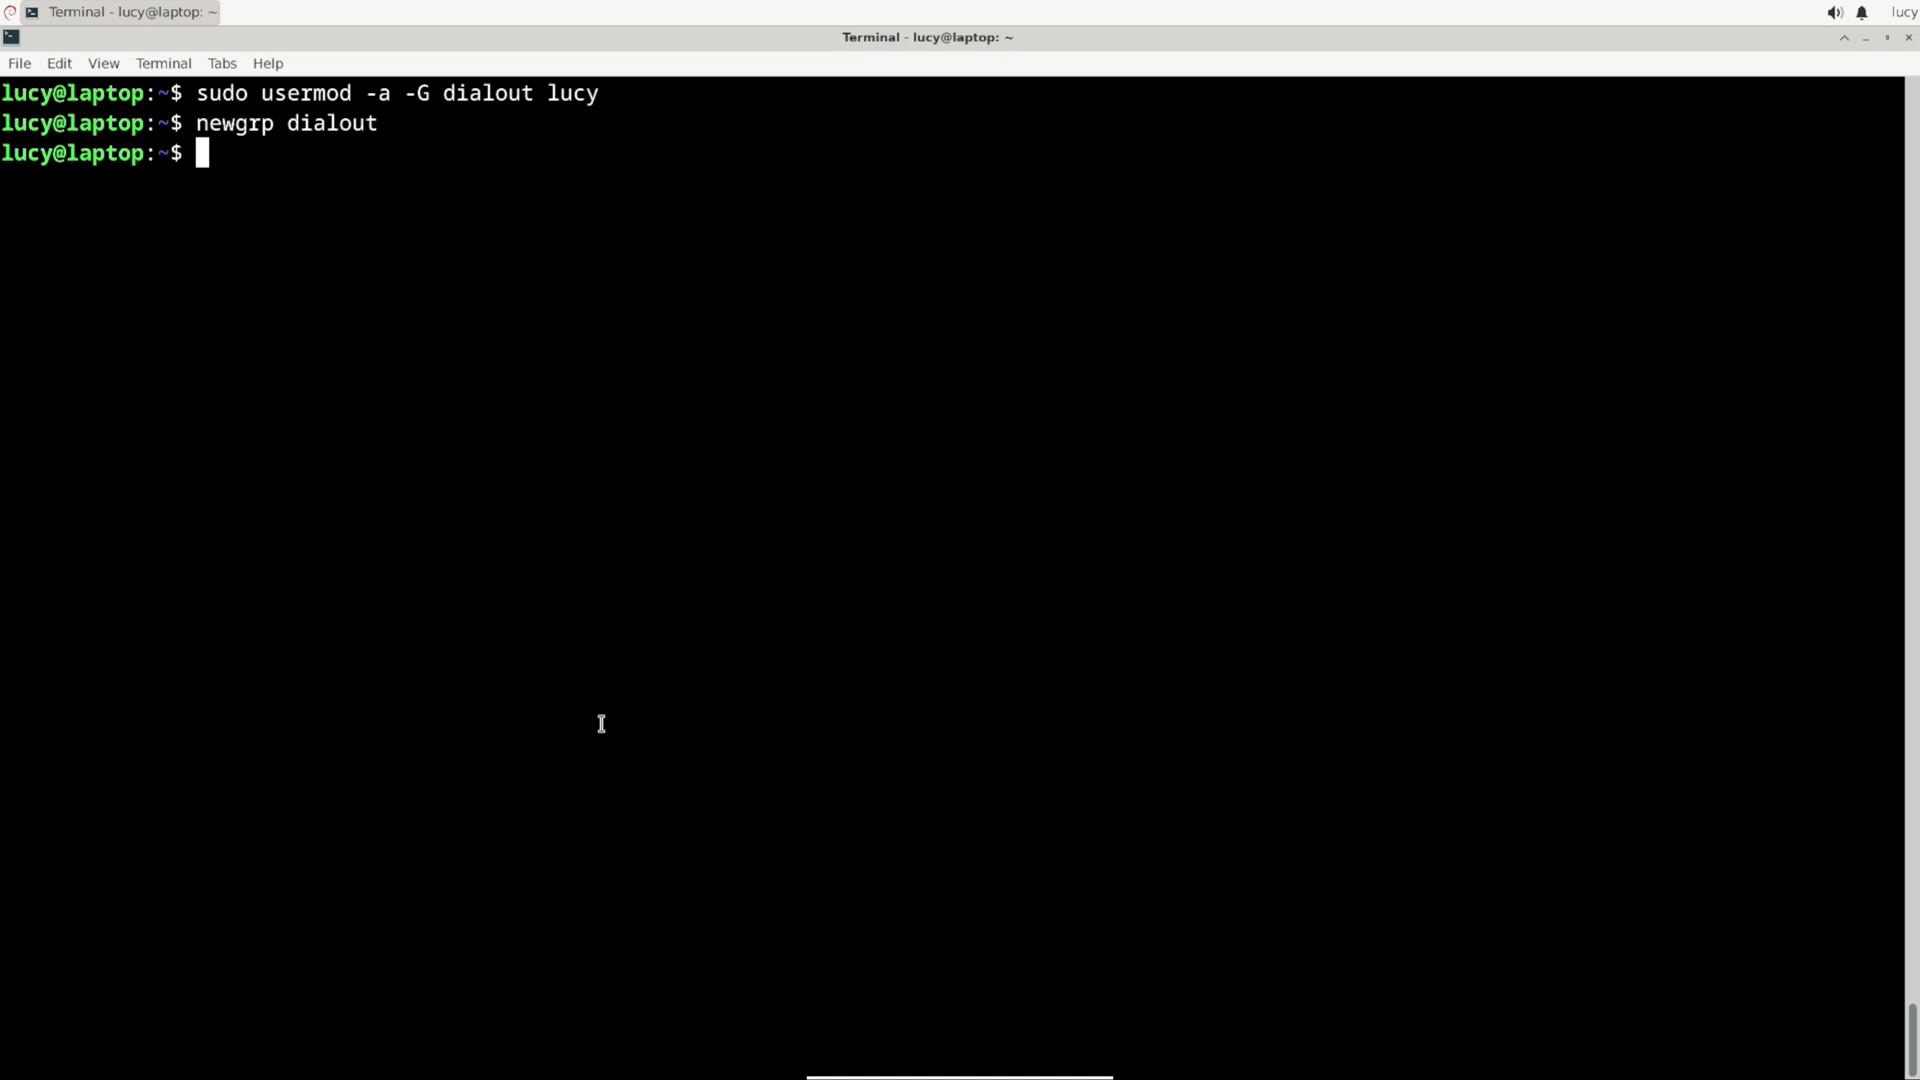 Terminal - lucy@laptop: ~
lucy
Terminal - lucy@laptop: ~
File Edit View Terminal Tabs Help
lucy@laptop:~$ sudo usermod -a -G dialout lucy
lucy@laptop:~$ newgrp dialout
lucy@laptop:~$